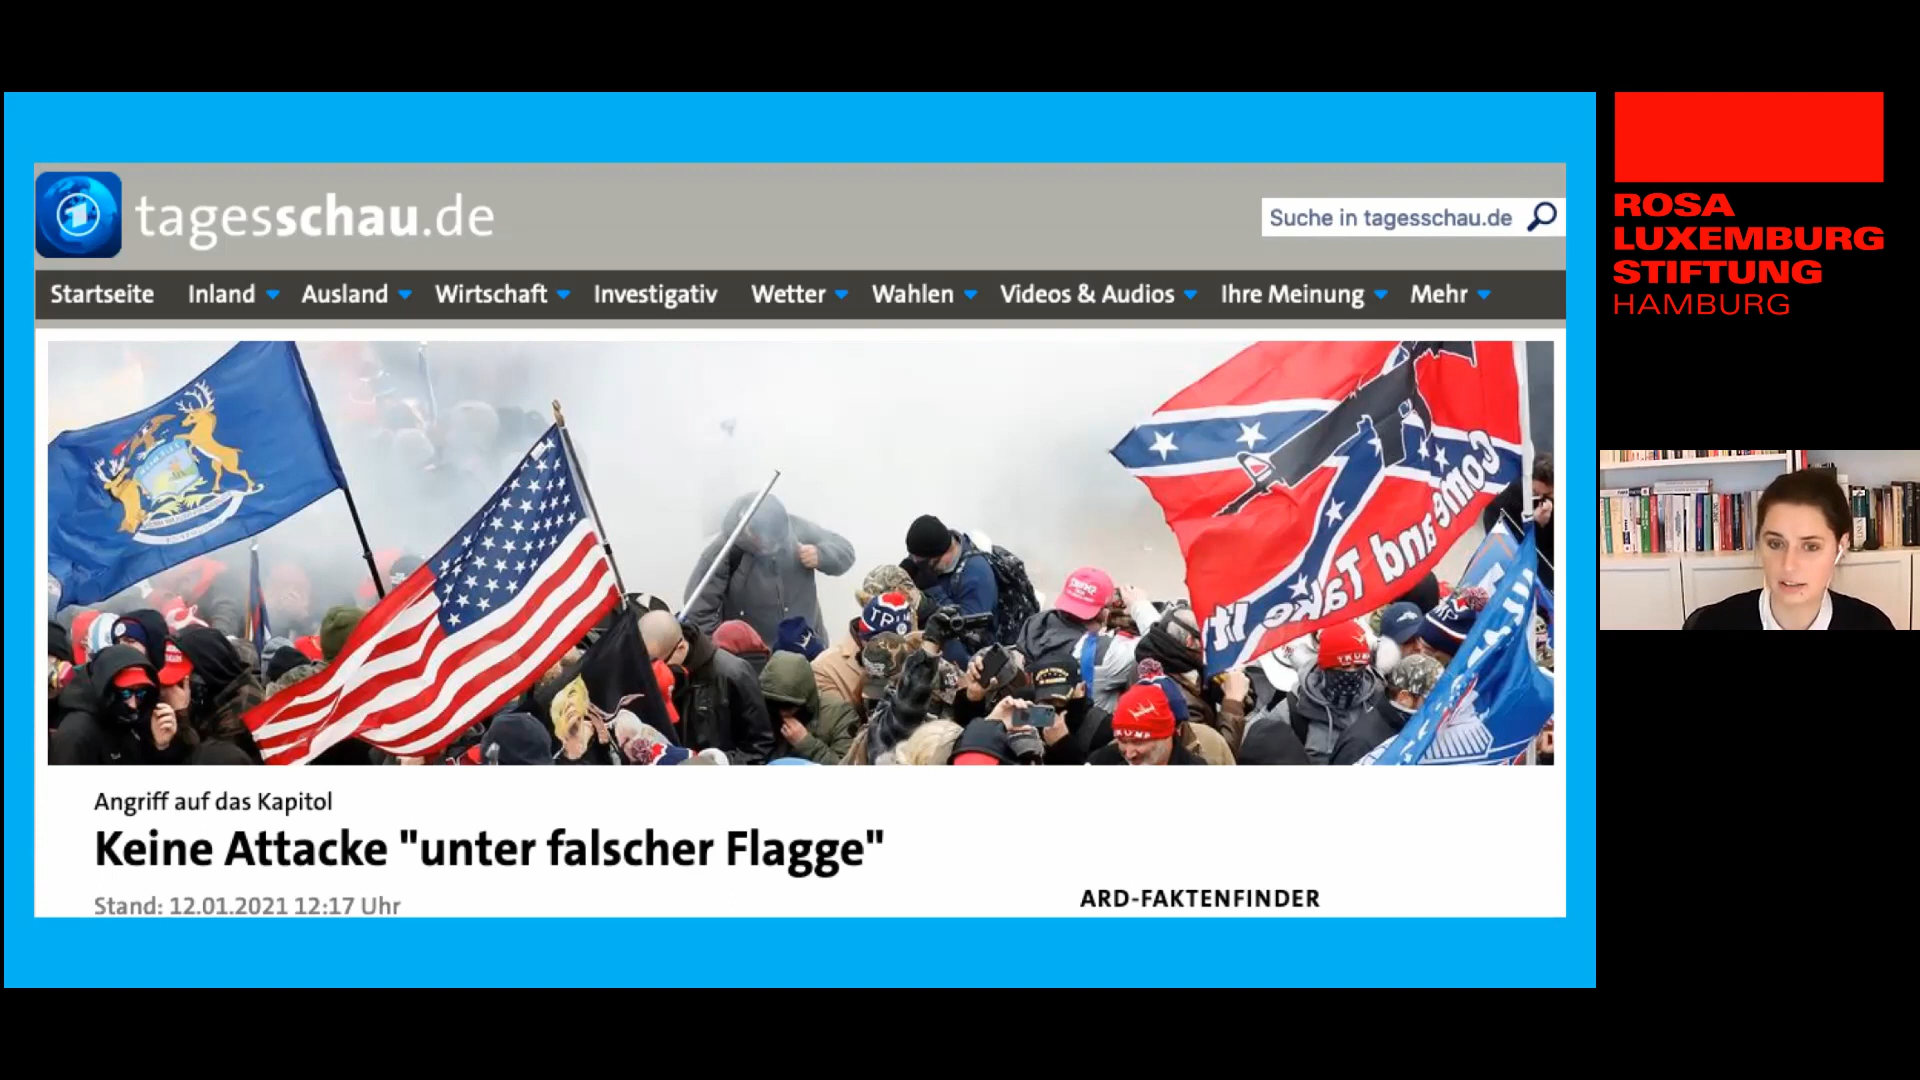 tagesschau.de
Suche in tagesschau.de
Startseite Inland Ausland Wirtschaft Investigativ Wetter Wahlen Videos & Audios Ihre Meinung Mehr
Come and Take It
TRUMP
TRUMP
Angriff auf das Kapitol
Keine Attacke "unter falscher Flagge"
Stand: 12.01.2021 12:17 Uhr
ARD-FAKTENFINDER
ROSA
LUXEMBURG
STIFTUNG
HAMBURG